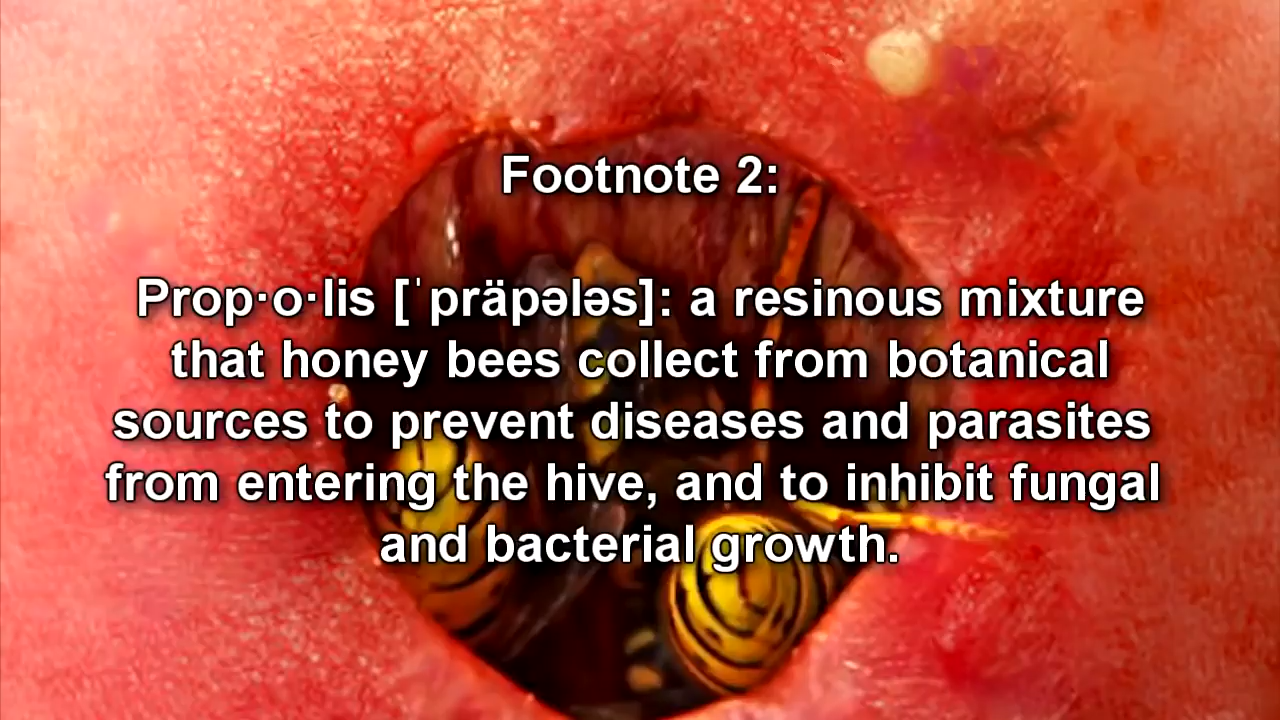 Footnote 2:
Prop·o·lis [ˈpräpələs]: a resinous mixture
that honey bees collect from botanical
sources to prevent diseases and parasites
from entering the hive, and to inhibit fungal
and bacterial growth.